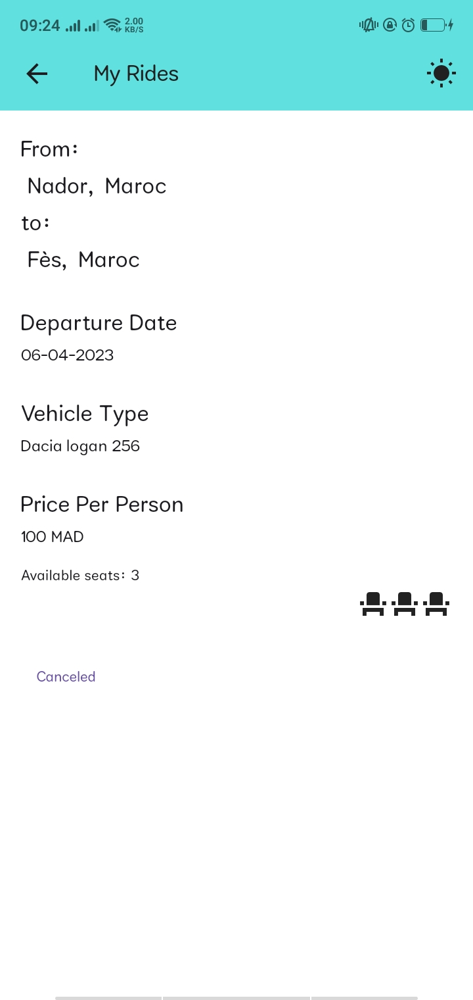 09:24 2.00 KB/S
My Rides
From:
Nador, Maroc
to:
Fès, Maroc
Departure Date
06-04-2023
Vehicle Type
Dacia logan 256
Price Per Person
100 MAD
Available seats: 3
Canceled